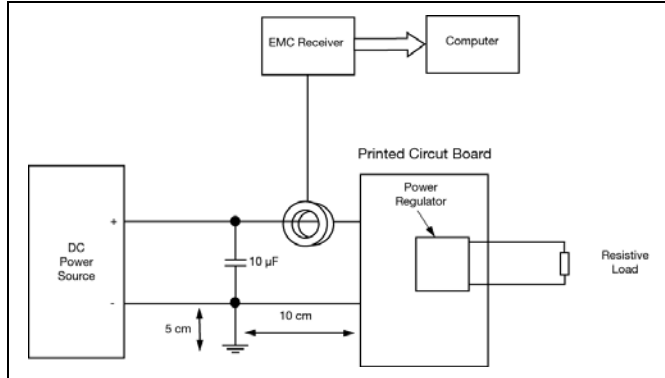 EMC Receiver
Computer
Printed Circut Board
Power
Regulator
+
DC
Power
Source
10 µF
Resistive
Load
-
5 cm
10 cm